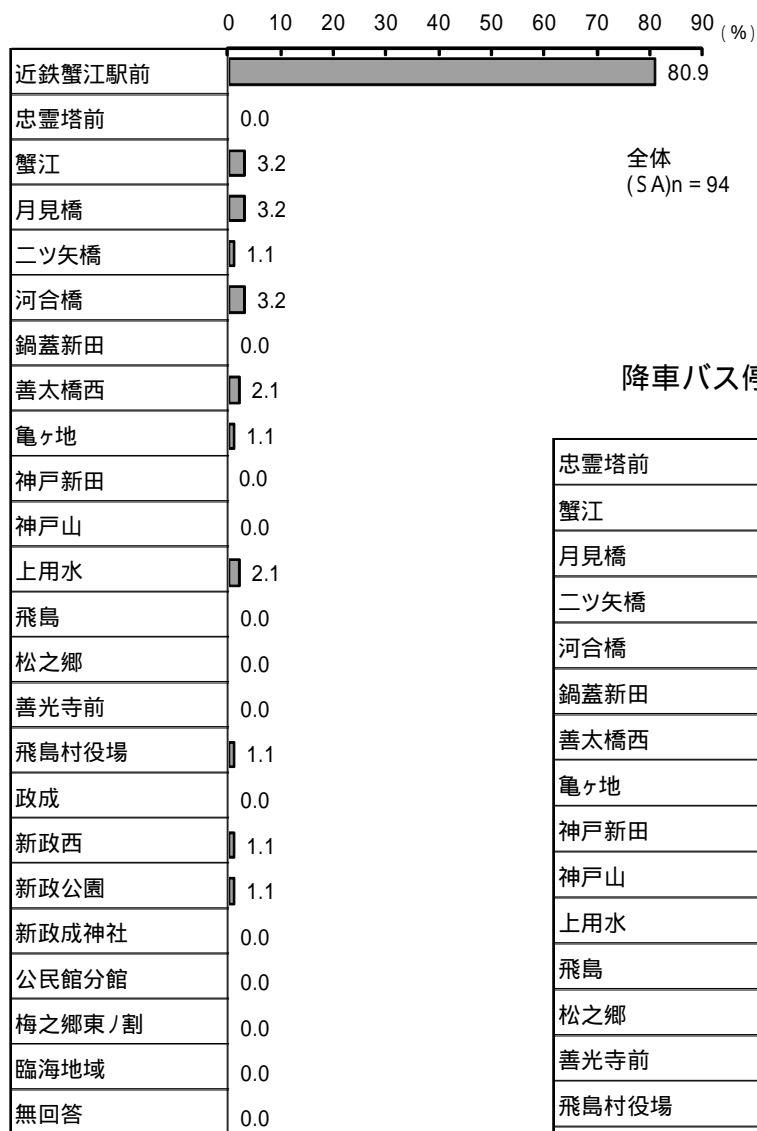 0 10 20 30 40 50 60 70 80 90 (%)
近鉄蟹江駅前 80.9
忠霊塔前 0.0
蟹江 3.2
月見橋 3.2
二ツ矢橋 1.1
河合橋 3.2
鍋蓋新田 0.0
善太橋西 2.1
亀ヶ地 1.1
神戸新田 0.0
神戸山 0.0
上用水 2.1
飛島 0.0
松之郷 0.0
善光寺前 0.0
飛島村役場 1.1
政成 0.0
新政西 1.1
新政公園 1.1
新政成神社 0.0
公民館分館 0.0
梅之郷東ノ割 0.0
臨海地域 0.0
無回答 0.0
全体
(SA)n = 94
降車バス停
忠霊塔前
蟹江
月見橋
二ツ矢橋
河合橋
鍋蓋新田
善太橋西
亀ヶ地
神戸新田
神戸山
上用水
飛島
松之郷
善光寺前
飛島村役場